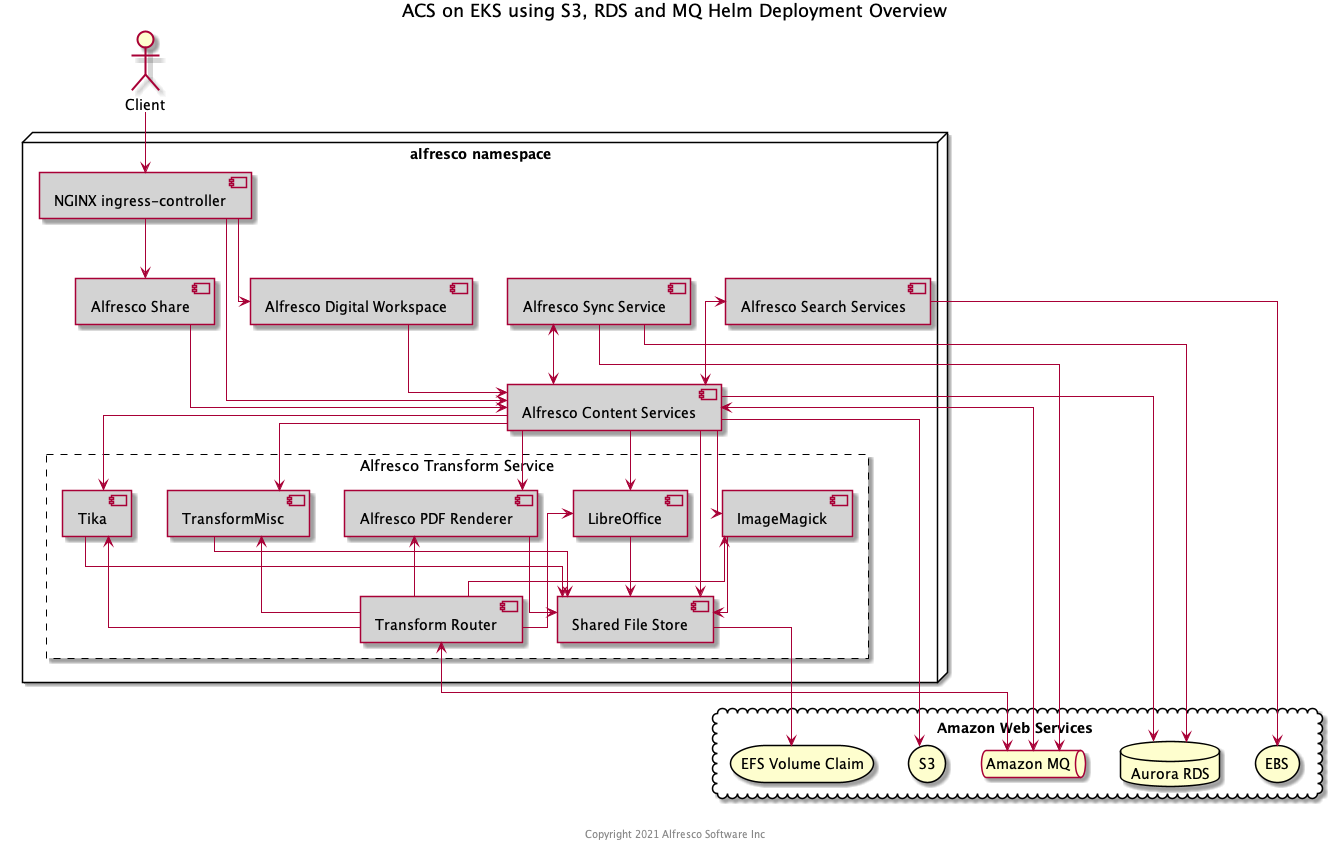 ACS on EKS using S3, RDS and MQ Helm Deployment Overview
Client
alfresco namespace
NGINX ingress-controller
Alfresco Share
Alfresco Digital Workspace
Alfresco Sync Service
Alfresco Search Services
Alfresco Content Services
Alfresco Transform Service
Tika
TransformMisc
Alfresco PDF Renderer
LibreOffice
ImageMagick
Transform Router
Shared File Store
Amazon Web Services
EFS Volume Claim
S3
Amazon MQ
Aurora RDS
EBS
Copyright 2021 Alfresco Software Inc